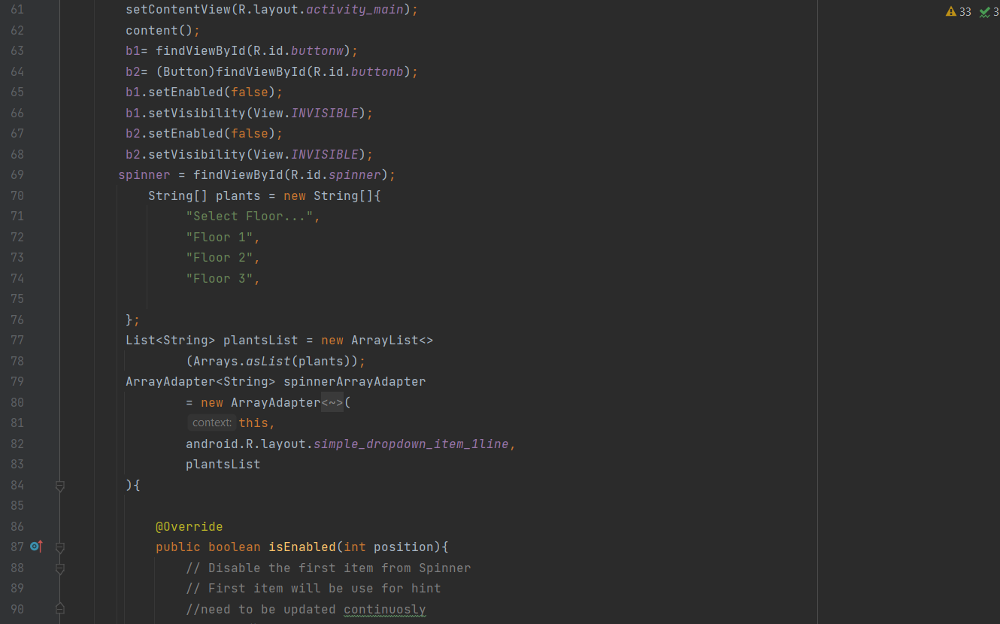 61 setContentView(R.layout.activity_main);
33 3
62 content();
63 b1= findViewById(R.id.buttonw);
64 b2= (Button)findViewById(R.id.buttonb);
65 b1.setEnabled(false);
66 b1.setVisibility(View.INVISIBLE);
67 b2.setEnabled(false);
68 b2.setVisibility(View.INVISIBLE);
69 spinner = findViewById(R.id.spinner);
70 String[] plants = new String[]{
71 "Select Floor...",
72 "Floor 1",
73 "Floor 2",
74 "Floor 3",
75
76 };
77 List<String> plantsList = new ArrayList<>
78 (Arrays.asList(plants));
79 ArrayAdapter<String> spinnerArrayAdapter
80 = new ArrayAdapter<~>(
81 context: this,
82 android.R.layout.simple_dropdown_item_1line,
83 plantsList
84 ){
85
86 @Override
87 public boolean isEnabled(int position){
88 // Disable the first item from Spinner
89 // First item will be use for hint
90 //need to be updated continuosly